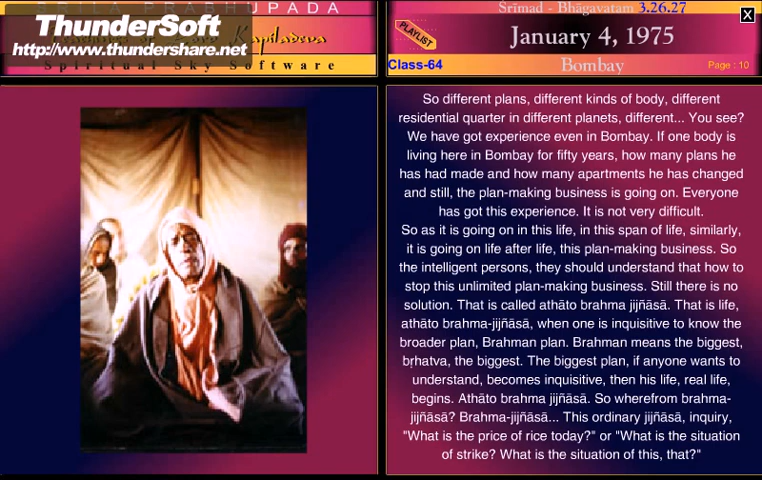 SRILA PRABHUPADA
ThunderSoft
http://www.thundershare.net
Kapiladeva
Spiritual Sky Software
Śrīmad - Bhāgavatam 3.26.27
X
PLAYLIST
January 4, 1975
Class-64
Bombay
Page : 10
So different plans, different kinds of body, different
residential quarter in different planets, different... You see?
We have got experience even in Bombay. If one body is
living here in Bombay for fifty years, how many plans he
has had made and how many apartments he has changed
and still, the plan-making business is going on. Everyone
has got this experience. It is not very difficult.
So as it is going on in this life, in this span of life, similarly,
it is going on life after life, this plan-making business. So
the intelligent persons, they should understand that how to
stop this unlimited plan-making business. Still there is no
solution. That is called athāto brahma jijñāsā. That is life,
athāto brahma-jijñāsā, when one is inquisitive to know the
broader plan, Brahman plan. Brahman means the biggest,
bṛhatva, the biggest. The biggest plan, if anyone wants to
understand, becomes inquisitive, then his life, real life,
begins. Athāto brahma jijñāsā. So wherefrom brahma-
jijñāsā? Brahma-jijñāsā... This ordinary jijñāsā, inquiry,
"What is the price of rice today?" or "What is the situation
of strike? What is the situation of this, that?"